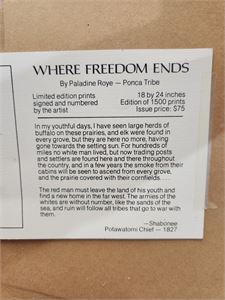 WHERE FREEDOM ENDS
By Paladine Roye — Ponca Tribe
Limited edition prints
signed and numbered
by the artist
18 by 24 inches
Edition of 1500 prints
Issue price: $75
In my youthful days, I have seen large herds of
buffalo on these prairies, and elk were found in
every grove, but they are here no more, having
gone towards the setting sun. For hundreds of
miles no white man lived, but now trading posts
and settlers are found here and there throughout
the country, and in a few years the smoke from their
cabins will be seen to ascend from every grove,
and the prairie covered with their cornfields . . . .
The red man must leave the land of his youth and
find a new home in the far west. The armies of the
whites are without number, like the sands of the
sea, and ruin will follow all tribes that go to war with
them.
—Shabonee
Potawatomi Chief — 1827